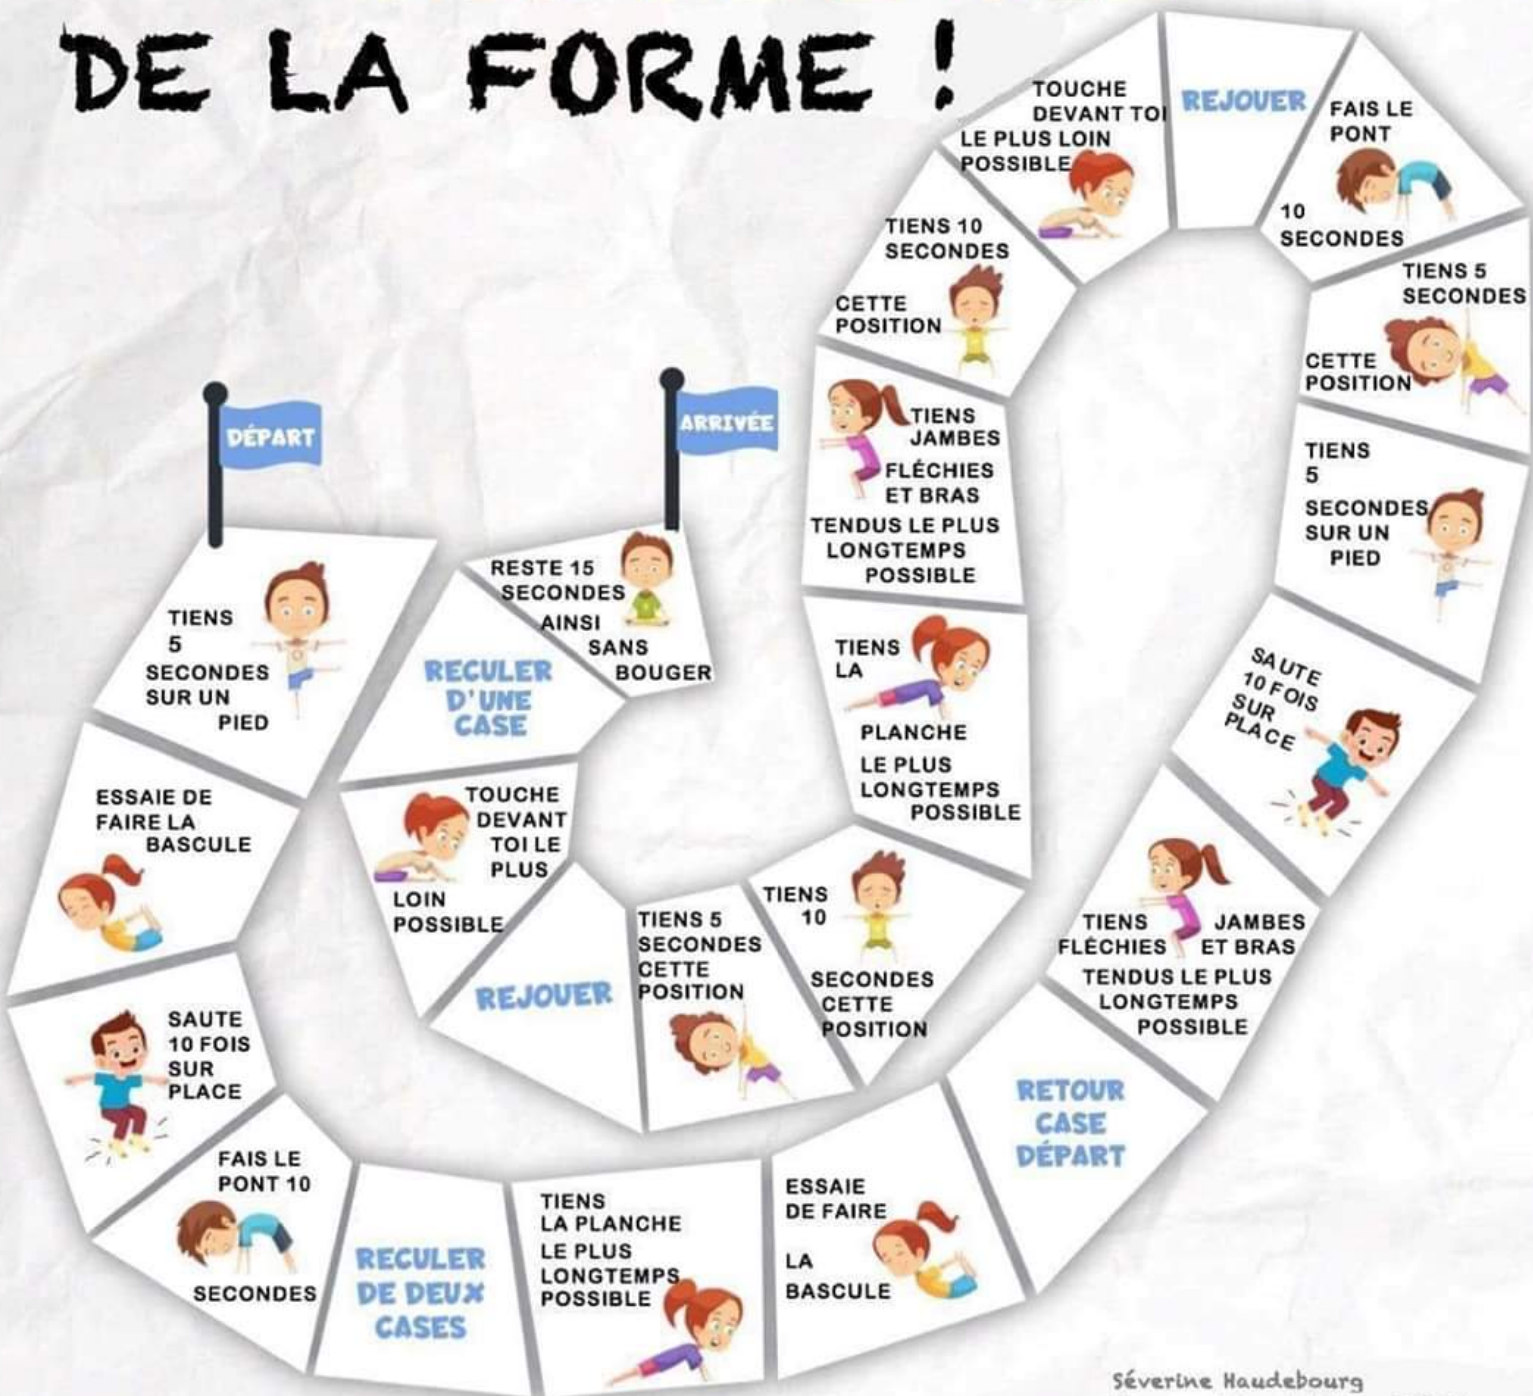 DE LA FORME !
DÉPART
TIENS
5
SECONDES
SUR UN
PIED
ESSAIE DE
FAIRE LA
BASCULE
SAUTE
10 FOIS
SUR
PLACE
FAIS LE
PONT 10
SECONDES
RECULER
DE DEUX
CASES
TIENS
LA PLANCHE
LE PLUS
LONGTEMPS
POSSIBLE
ESSAIE
DE FAIRE
LA
BASCULE
RETOUR
CASE
DÉPART
TIENS JAMBES
FLÉCHIES ET BRAS
TENDUS LE PLUS
LONGTEMPS
POSSIBLE
SAUTE
10 FOIS
SUR
PLACE
TIENS
5
SECONDES
SUR UN
PIED
TIENS 5
SECONDES
CETTE
POSITION
FAIS LE
PONT
10
SECONDES
REJOUER
TOUCHE
DEVANT TOI
LE PLUS LOIN
POSSIBLE
TIENS 10
SECONDES
CETTE
POSITION
TIENS
JAMBES
FLÉCHIES
ET BRAS
TENDUS LE PLUS
LONGTEMPS
POSSIBLE
TIENS
LA
PLANCHE
LE PLUS
LONGTEMPS
POSSIBLE
TIENS
10
SECONDES
CETTE
POSITION
TIENS 5
SECONDES
CETTE
POSITION
REJOUER
TOUCHE
DEVANT
TOI LE
PLUS
LOIN
POSSIBLE
RECULER
D'UNE
CASE
RESTE 15
SECONDES
AINSI
SANS
BOUGER
ARRIVÉE
Séverine Haudebourg